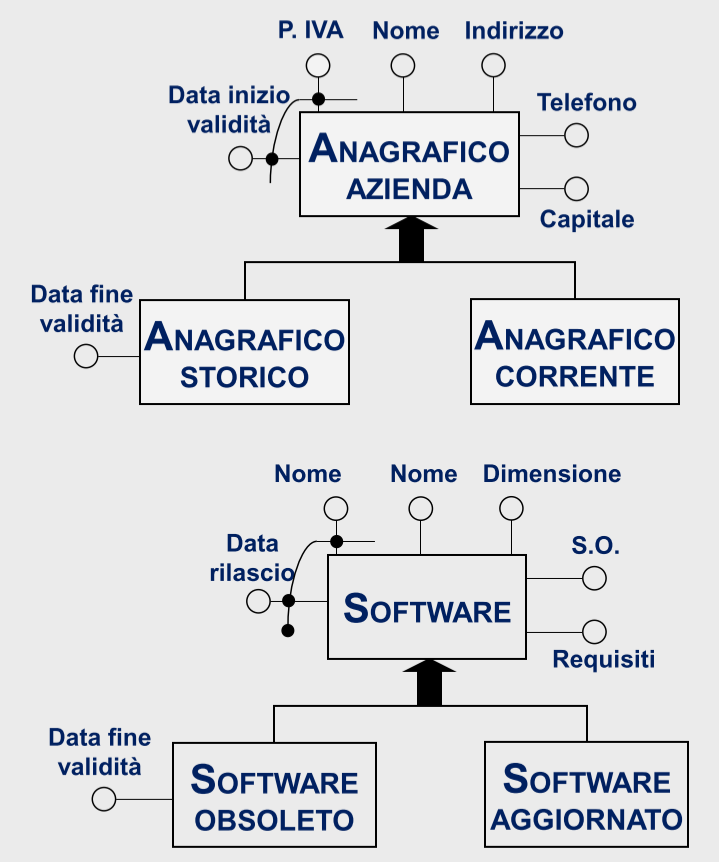 P. IVA Nome Indirizzo
Data inizio
validità
Telefono
ANAGRAFICO
AZIENDA
Capitale
Data fine
validità
ANAGRAFICO
STORICO
ANAGRAFICO
CORRENTE
Nome Nome Dimensione
Data
rilascio
S.O.
SOFTWARE
Requisiti
Data fine
validità
SOFTWARE
OBSOLETO
SOFTWARE
AGGIORNATO